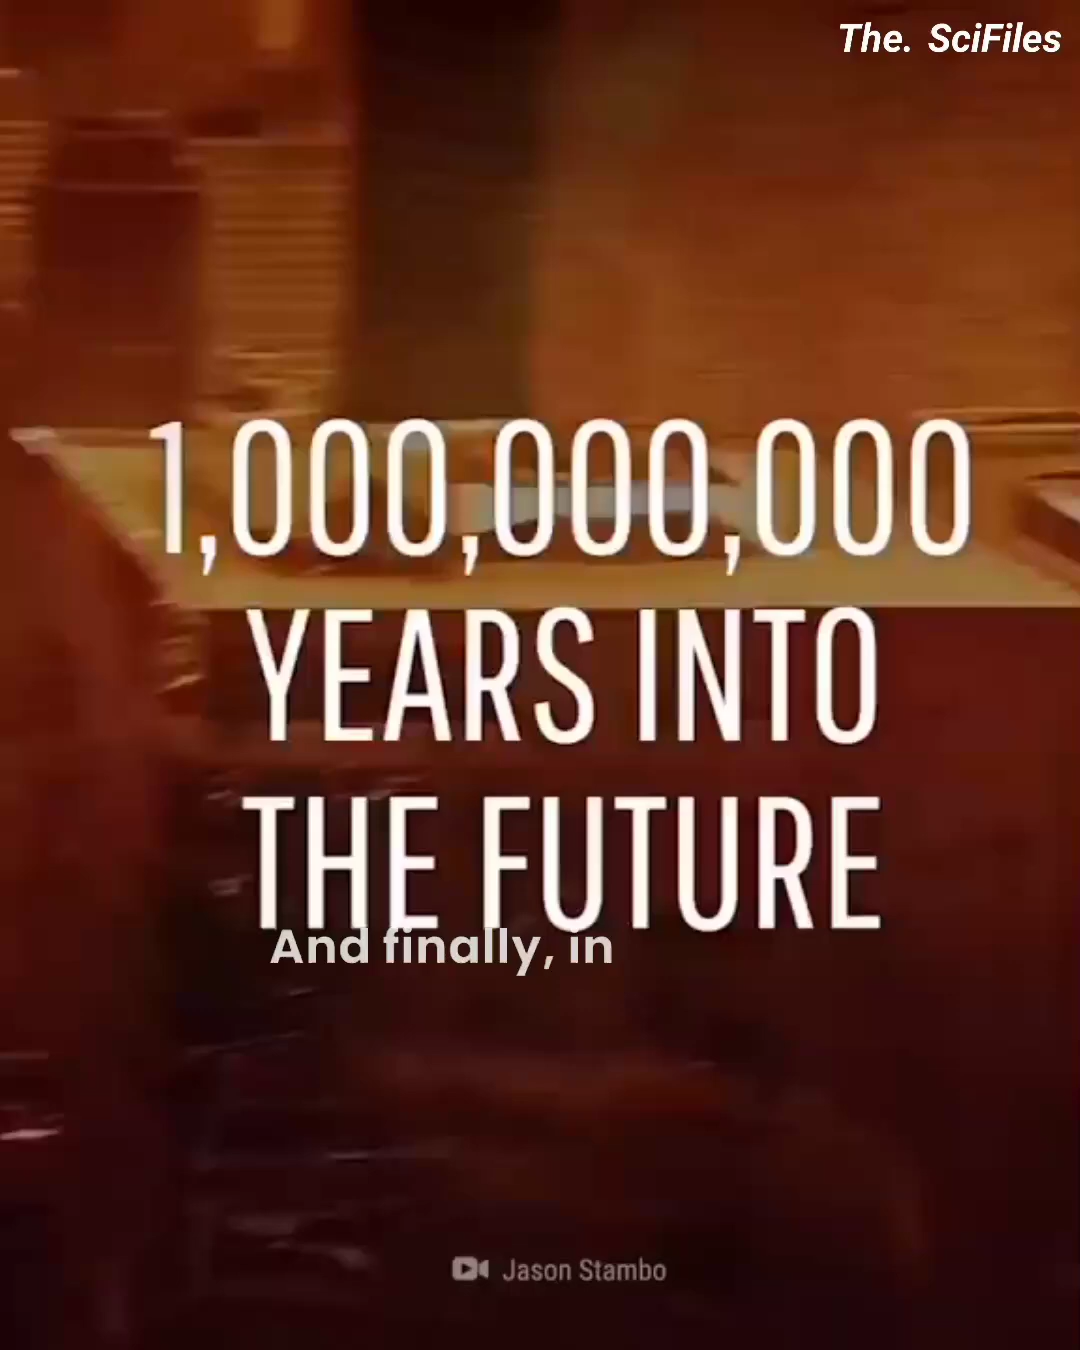 The. SciFiles
1,000,000,000
YEARS INTO
THE FUTURE
And finally, in
Jason Stambo